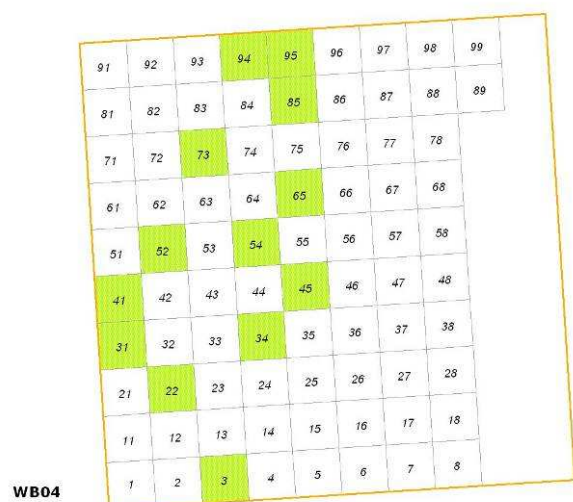 91 92 93 94 95 96 97 98 99
81 82 83 84 85 86 87 88 89
71 72 73 74 75 76 77 78
61 62 63 64 65 66 67 68
51 52 53 54 55 56 57 58
41 42 43 44 45 46 47 48
31 32 33 34 35 36 37 38
21 22 23 24 25 26 27 28
11 12 13 14 15 16 17 18
1 2 3 4 5 6 7 8
WB04